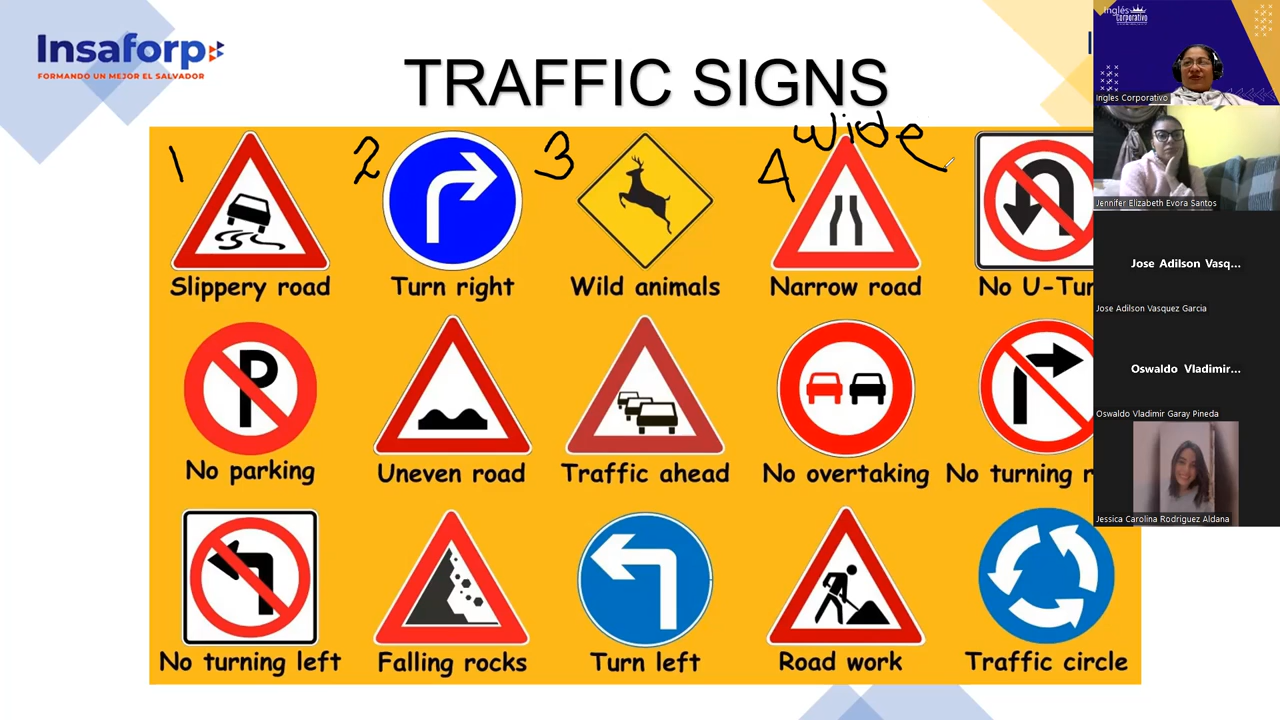 Insaforp
FORMANDO UN MEJOR EL SALVADOR
TRAFFIC SIGNS
wide
1
2
3
4
Slippery road
Turn right
Wild animals
Narrow road
No U-Tur
P
No parking
Uneven road
Traffic ahead
No overtaking
No turning r
No turning left
Falling rocks
Turn left
Road work
Traffic circle
Inglés
Corporativo
Ingles Corporativo
Jennifer Elizabeth Evora Santos
Jose Adilson Vasq...
Jose Adilson Vasquez Garcia
Oswaldo Vladimir...
Oswaldo Vladimir Garay Pineda
Jessica Carolina Rodriguez Aldana